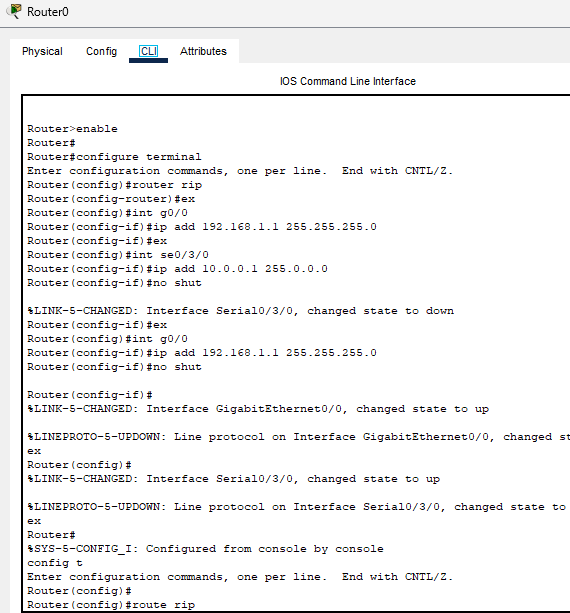 Router0
Physical Config CLI Attributes
IOS Command Line Interface
Router>enable
Router#
Router#configure terminal
Enter configuration commands, one per line.  End with CNTL/Z.
Router(config)#router rip
Router(config-router)#ex
Router(config)#int g0/0
Router(config-if)#ip add 192.168.1.1 255.255.255.0
Router(config-if)#ex
Router(config)#int se0/3/0
Router(config-if)#ip add 10.0.0.1 255.0.0.0
Router(config-if)#no shut
%LINK-5-CHANGED: Interface Serial0/3/0, changed state to down
Router(config-if)#ex
Router(config)#int g0/0
Router(config-if)#ip add 192.168.1.1 255.255.255.0
Router(config-if)#no shut
Router(config-if)#
%LINK-5-CHANGED: Interface GigabitEthernet0/0, changed state to up
%LINEPROTO-5-UPDOWN: Line protocol on Interface GigabitEthernet0/0, changed st
ex
Router(config)#
%LINK-5-CHANGED: Interface Serial0/3/0, changed state to up
%LINEPROTO-5-UPDOWN: Line protocol on Interface Serial0/3/0, changed state to
ex
Router#
%SYS-5-CONFIG_I: Configured from console by console
config t
Enter configuration commands, one per line.  End with CNTL/Z.
Router(config)#
Router(config)#route rip